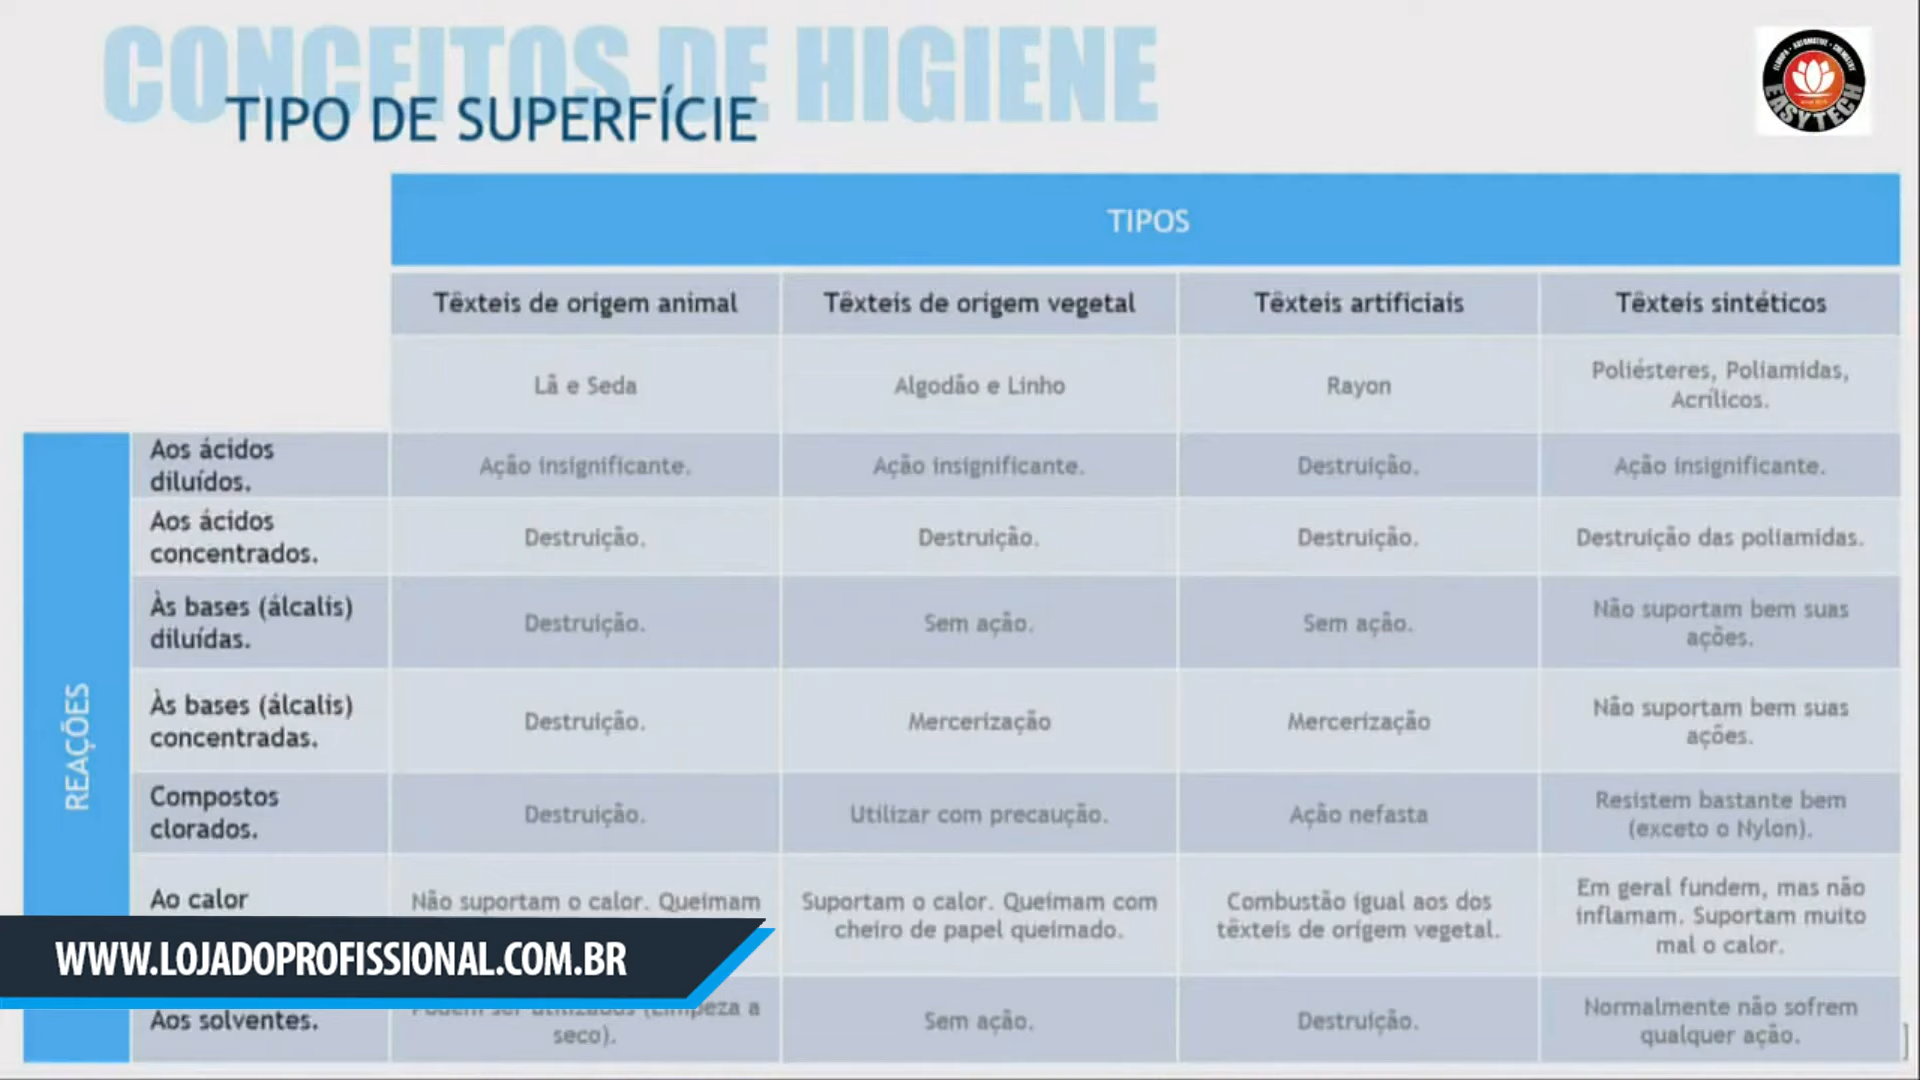 CONCEITOS DE HIGIENE
TIPO DE SUPERFÍCIE
EASYTECH
TIPOS
Têxteis de origem animal
Têxteis de origem vegetal
Têxteis artificiais
Têxteis sintéticos
Lã e Seda
Algodão e Linho
Rayon
Poliésteres, Poliamidas,
Acrílicos.
REAÇÕES
Aos ácidos
diluídos.
Ação insignificante.
Ação insignificante.
Destruição.
Ação insignificante.
Aos ácidos
concentrados.
Destruição.
Destruição.
Destruição.
Destruição das poliamidas.
Às bases (álcalis)
diluídas.
Destruição.
Sem ação.
Sem ação.
Não suportam bem suas
ações.
Às bases (álcalis)
concentradas.
Destruição.
Mercerização
Mercerização
Não suportam bem suas
ações.
Compostos
clorados.
Destruição.
Utilizar com precaução.
Ação nefasta
Resistem bastante bem
(exceto o Nylon).
Ao calor
Não suportam o calor. Queimam
Suportam o calor. Queimam com
cheiro de papel queimado.
Combustão igual aos dos
têxteis de origem vegetal.
Em geral fundem, mas não
inflamam. Suportam muito
mal o calor.
WWW.LOJADOPROFISSIONAL.COM.BR
Aos solventes.
Podem ser utilizados (Limpeza a
seco).
Sem ação.
Destruição.
Normalmente não sofrem
qualquer ação.